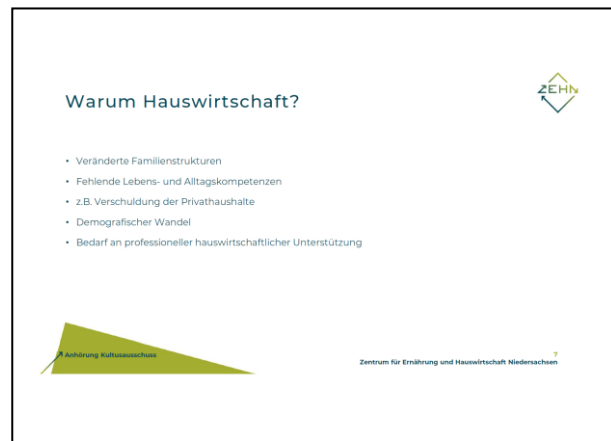 ZEHN
Warum Hauswirtschaft?
• Veränderte Familienstrukturen
• Fehlende Lebens- und Alltagskompetenzen
• z.B. Verschuldung der Privathaushalte
• Demografischer Wandel
• Bedarf an professioneller hauswirtschaftlicher Unterstützung
Anhörung Kultusausschuss
7
Zentrum für Ernährung und Hauswirtschaft Niedersachsen